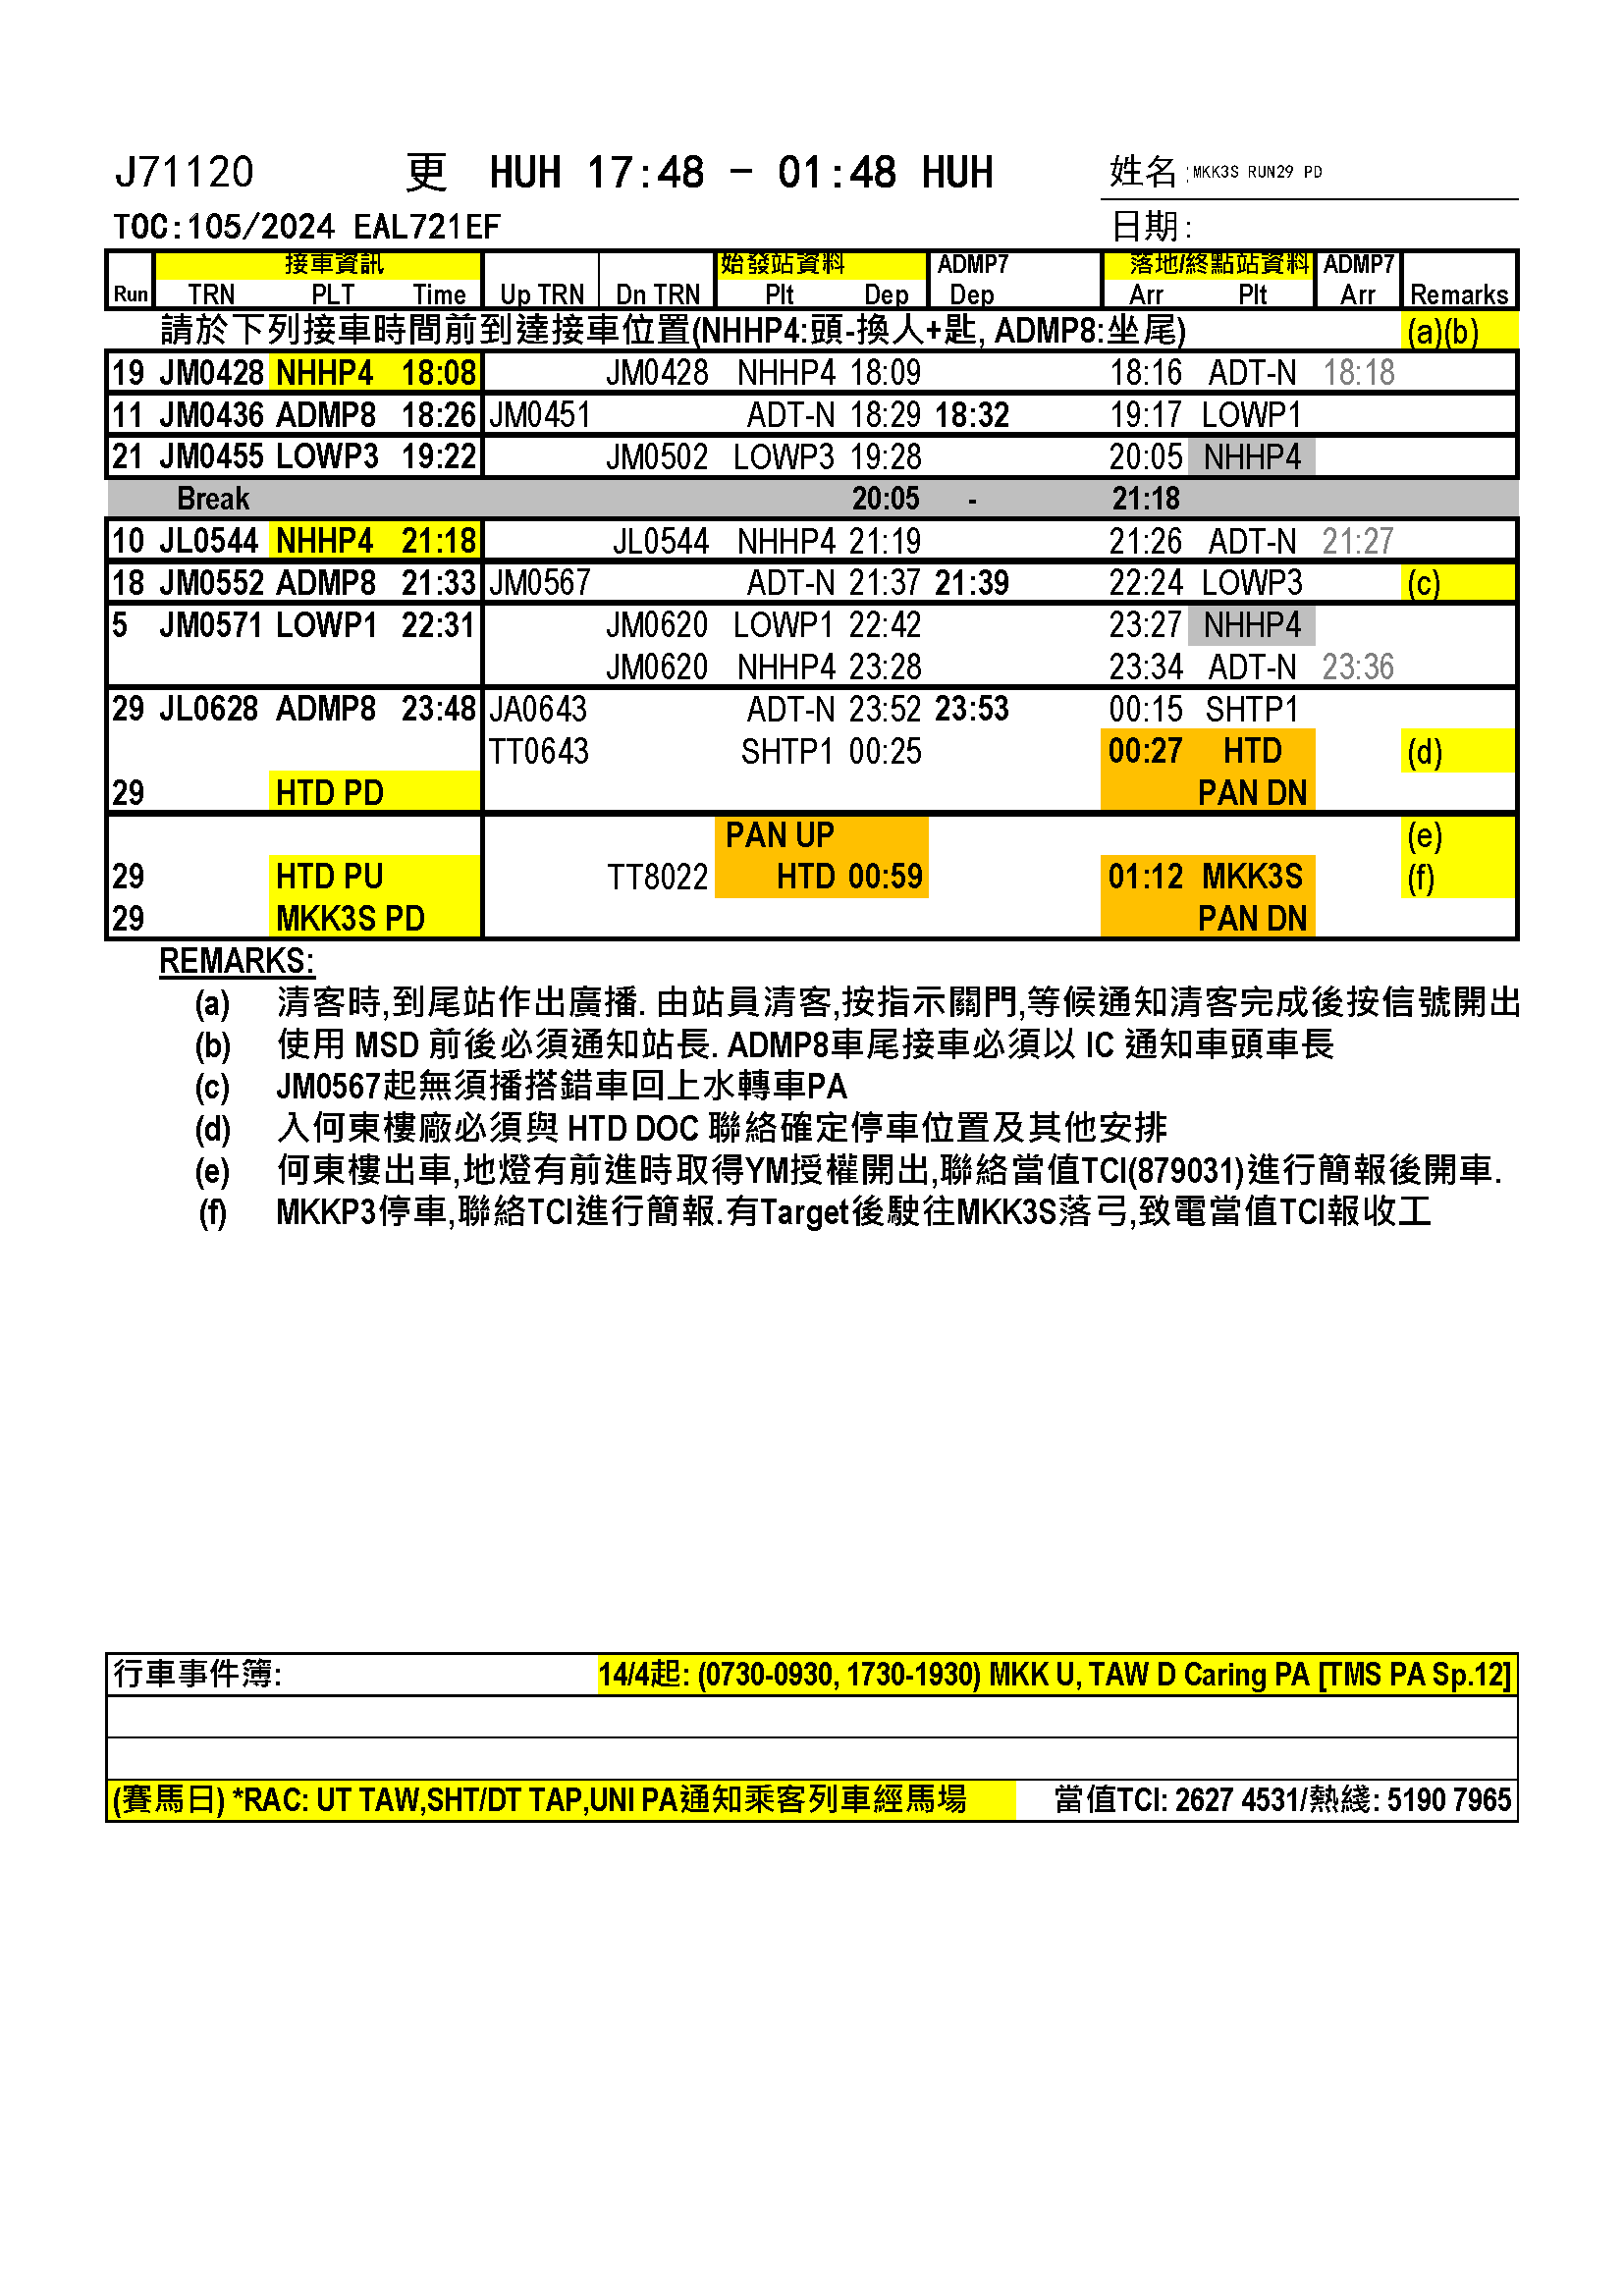 J71120 更 HUH 17:48 - 01:48 HUH 姓名:MKK3S RUN29 PD
TOC:105/2024 EAL721EF 日期:
接車資訊 始發站資料 ADMP7 落地/終點站資料 ADMP7
Run TRN PLT Time Up TRN Dn TRN Plt Dep Dep Arr Plt Arr Remarks
請於下列接車時間前到達接車位置(NHHP4:頭-換人+匙, ADMP8:坐尾) (a)(b)
19 JM0428 NHHP4 18:08 JM0428 NHHP4 18:09 18:16 ADT-N 18:18
11 JM0436 ADMP8 18:26 JM0451 ADT-N 18:29 18:32 19:17 LOWP1
21 JM0455 LOWP3 19:22 JM0502 LOWP3 19:28 20:05 NHHP4
Break 20:05 - 21:18
10 JL0544 NHHP4 21:18 JL0544 NHHP4 21:19 21:26 ADT-N 21:27
18 JM0552 ADMP8 21:33 JM0567 ADT-N 21:37 21:39 22:24 LOWP3 (c)
5 JM0571 LOWP1 22:31 JM0620 LOWP1 22:42 23:27 NHHP4
JM0620 NHHP4 23:28 23:34 ADT-N 23:36
29 JL0628 ADMP8 23:48 JA0643 ADT-N 23:52 23:53 00:15 SHTP1
TT0643 SHTP1 00:25 00:27 HTD (d)
29 HTD PD PAN DN
PAN UP (e)
29 HTD PU TT8022 HTD 00:59 01:12 MKK3S (f)
29 MKK3S PD PAN DN
REMARKS:
(a) 清客時,到尾站作出廣播. 由站員清客,按指示關門,等候通知清客完成後按信號開出
(b) 使用 MSD 前後必須通知站長. ADMP8車尾接車必須以 IC 通知車頭車長
(c) JM0567起無須播搭錯車回上水轉車PA
(d) 入何東樓廠必須與 HTD DOC 聯絡確定停車位置及其他安排
(e) 何東樓出車,地燈有前進時取得YM授權開出,聯絡當值TCI(879031)進行簡報後開車.
(f) MKKP3停車,聯絡TCI進行簡報.有Target後駛往MKK3S落弓,致電當值TCI報收工
行車事件簿: 14/4起: (0730-0930, 1730-1930) MKK U, TAW D Caring PA [TMS PA Sp.12]
(賽馬日) *RAC: UT TAW,SHT/DT TAP,UNI PA通知乘客列車經馬場 當值TCI: 2627 4531/熱綫: 5190 7965